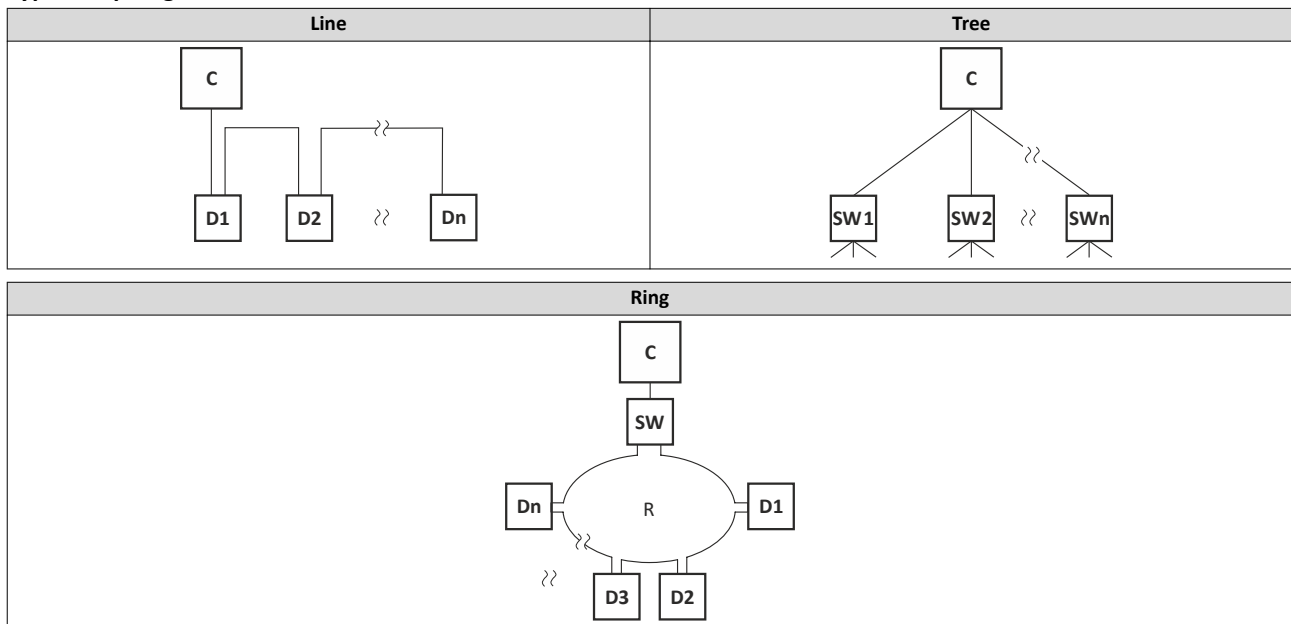 Line
Tree
C
D1 D2 Dn
C
SW1 SW2 SWn
Ring
C
SW
Dn R D1
D3 D2